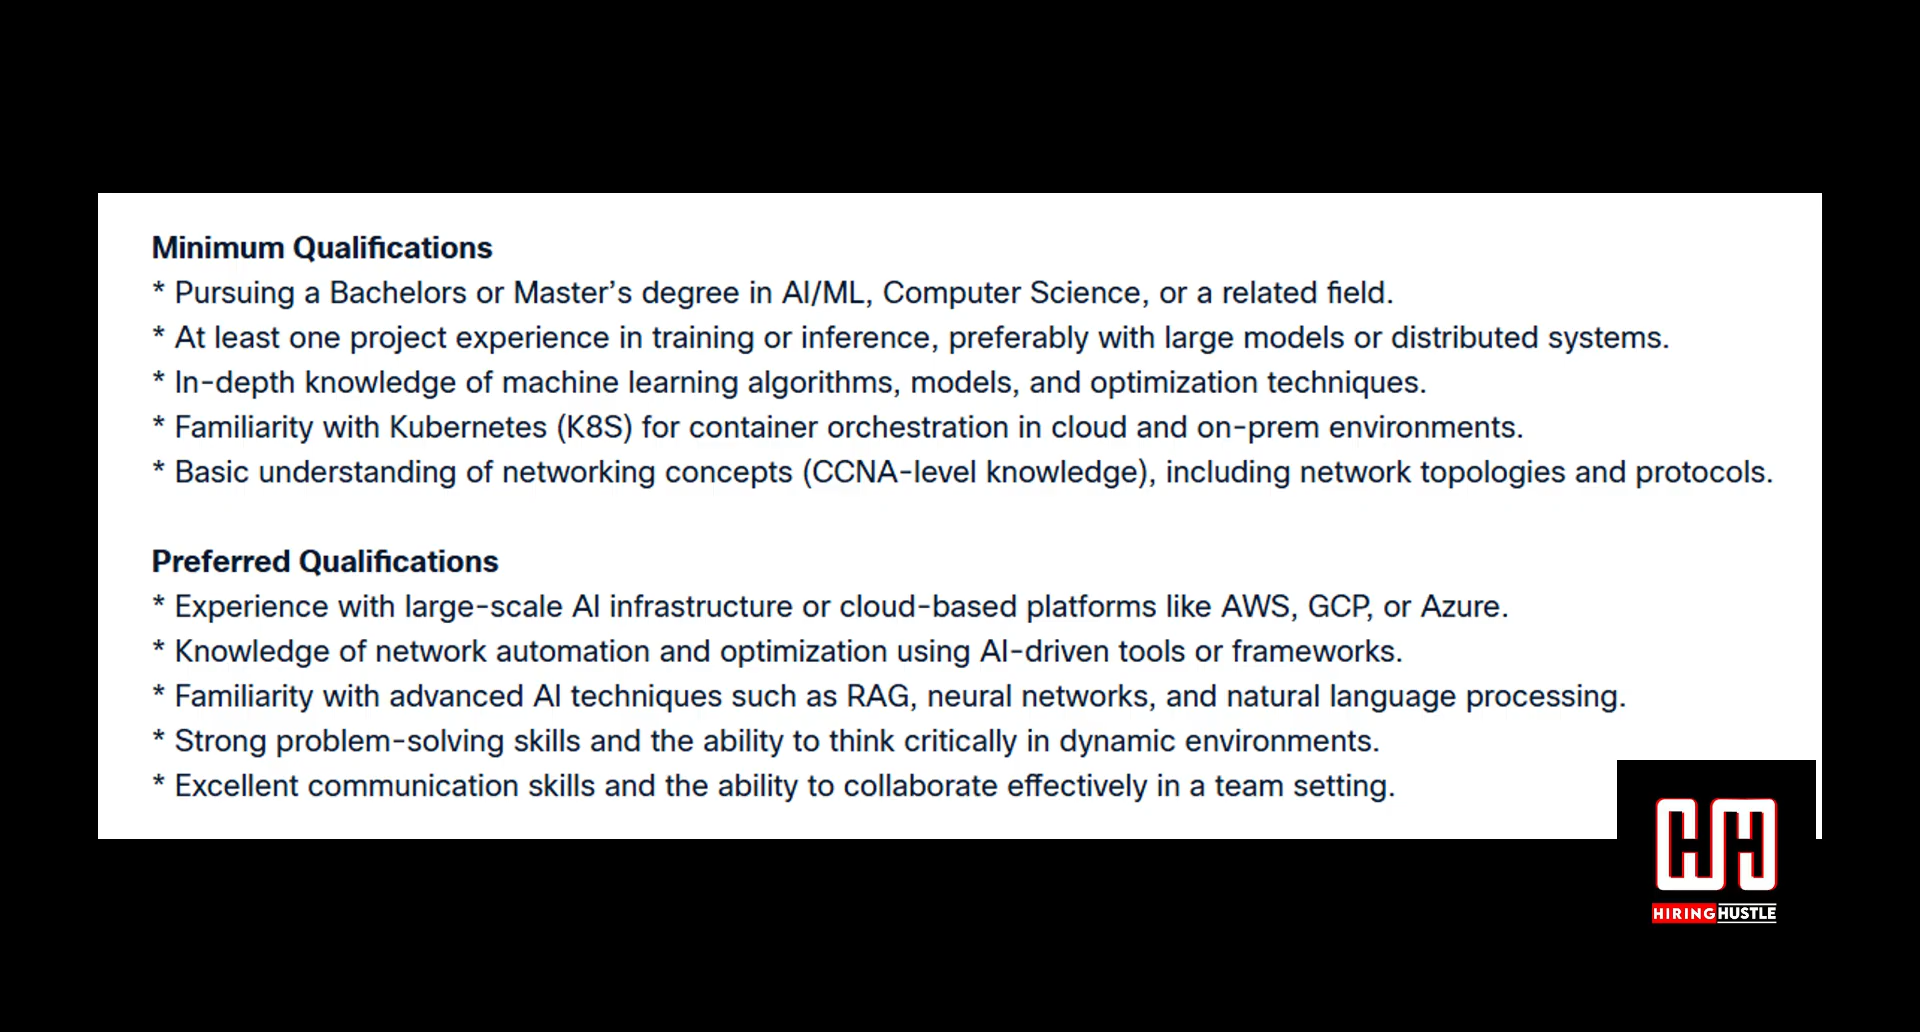 Minimum Qualifications
* Pursuing a Bachelors or Master’s degree in AI/ML, Computer Science, or a related field.
* At least one project experience in training or inference, preferably with large models or distributed systems.
* In-depth knowledge of machine learning algorithms, models, and optimization techniques.
* Familiarity with Kubernetes (K8S) for container orchestration in cloud and on-prem environments.
* Basic understanding of networking concepts (CCNA-level knowledge), including network topologies and protocols.
Preferred Qualifications
* Experience with large-scale AI infrastructure or cloud-based platforms like AWS, GCP, or Azure.
* Knowledge of network automation and optimization using AI-driven tools or frameworks.
* Familiarity with advanced AI techniques such as RAG, neural networks, and natural language processing.
* Strong problem-solving skills and the ability to think critically in dynamic environments.
* Excellent communication skills and the ability to collaborate effectively in a team setting.
HIRING HUSTLE